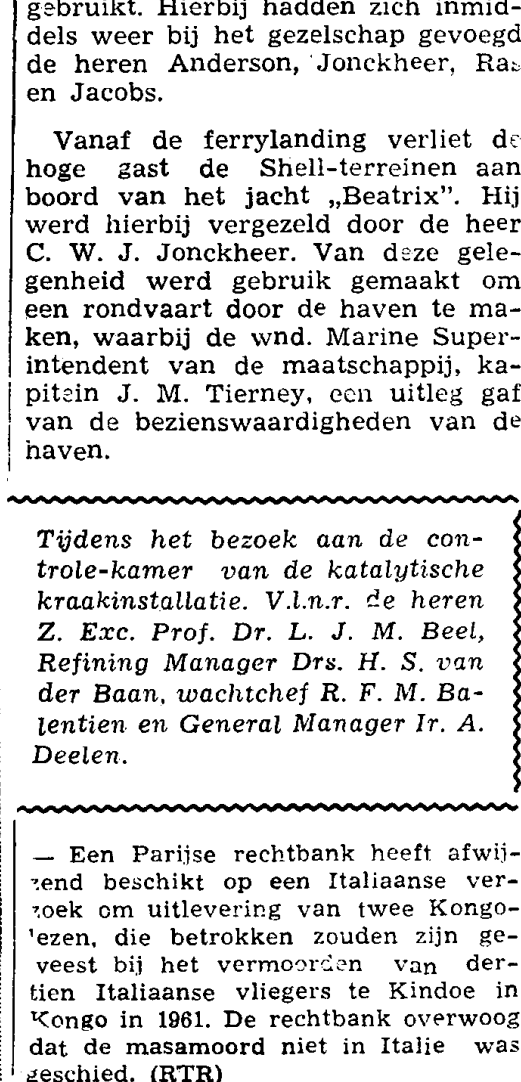 gebruikt. Hierbij hadden zich inmid-
dels weer bij het gezelschap gevoegd
de heren Anderson, Jonckheer, Ras
en Jacobs.
Vanaf de ferrylanding verliet de
hoge gast de Shell-terreinen aan
boord van het jacht „Beatrix”. Hij
werd hierbij vergezeld door de heer
C. W. J. Jonckheer. Van deze gele-
genheid werd gebruik gemaakt om
een rondvaart door de haven te ma-
ken, waarbij de wnd. Marine Super-
intendent van de maatschappij, ka-
pitein J. M. Tierney, een uitleg gaf
van de bezienswaardigheden van de
haven.
Tijdens het bezoek aan de con-
trole-kamer van de katalytische
kraakinstallatie. V.l.n.r. de heren
Z. Exc. Prof. Dr. L. J. M. Beel,
Refining Manager Drs. H. S. van
der Baan, wachtchef R. F. M. Ba-
lentien en General Manager Ir. A.
Deelen.
— Een Parijse rechtbank heeft afwij-
zend beschikt op een Italiaanse ver-
zoek om uitlevering van twee Kongo-
lezen, die betrokken zouden zijn ge-
weest bij het vermoorden van der-
tien Italiaanse vliegers te Kindoe in
Kongo in 1961. De rechtbank overwoog
dat de masamoord niet in Italie was
geschied. (RTR)